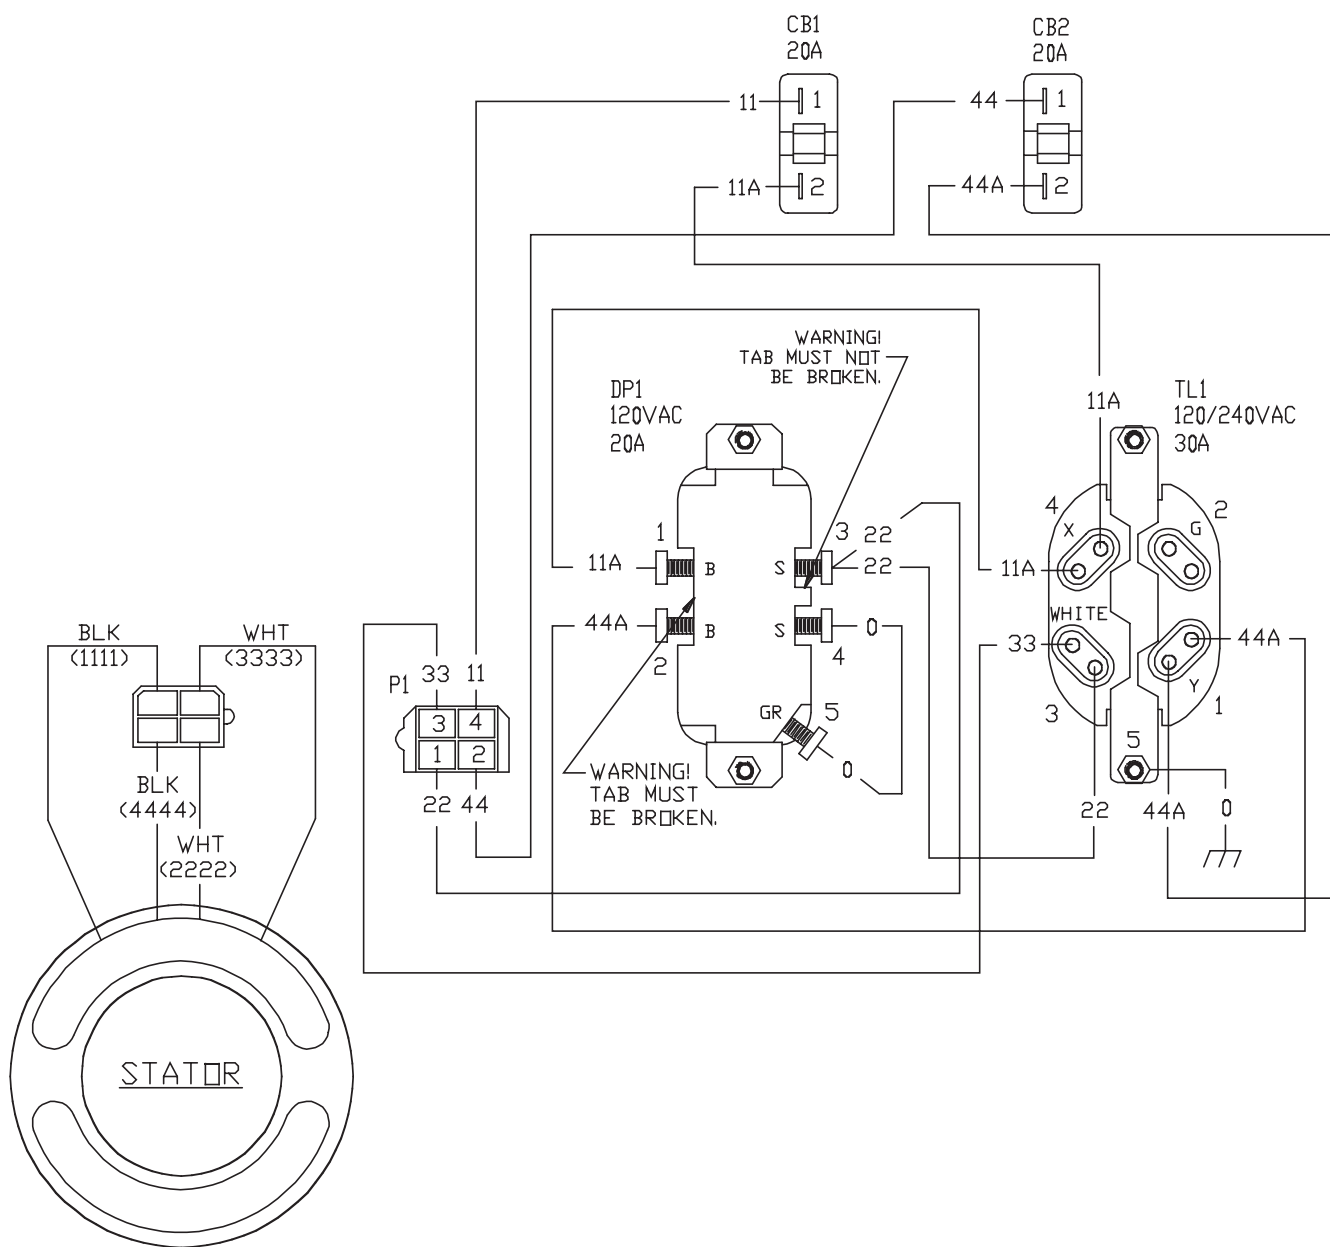 CB1
20A
CB2
20A
11
1
44
1
11A
2
44A
2
WARNING!
TAB MUST NOT
BE BROKEN.
DP1
120VAC
20A
11A
TL1
120/240VAC
30A
4
2
X
G
1
3
22
11A
B
S
22
11A
WHITE
44A
B
S
0
44A
2
4
33
BLK
(1111)
WHT
(3333)
P1
33
11
3
4
1
2
22
44
GR
5
0
Y
3
1
5
WARNING!
TAB MUST
BE BROKEN.
BLK
(4444)
WHT
(2222)
22
44A
0
STATOR